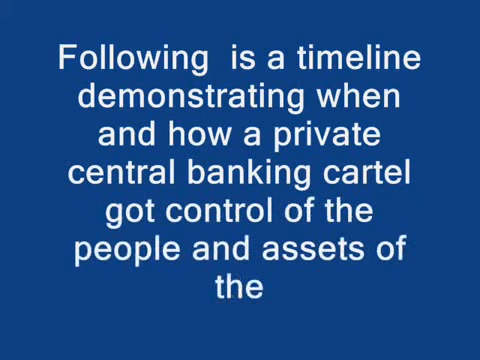 Following  is a timeline
demonstrating when
and how a private
central banking cartel
got control of the
people and assets of
the